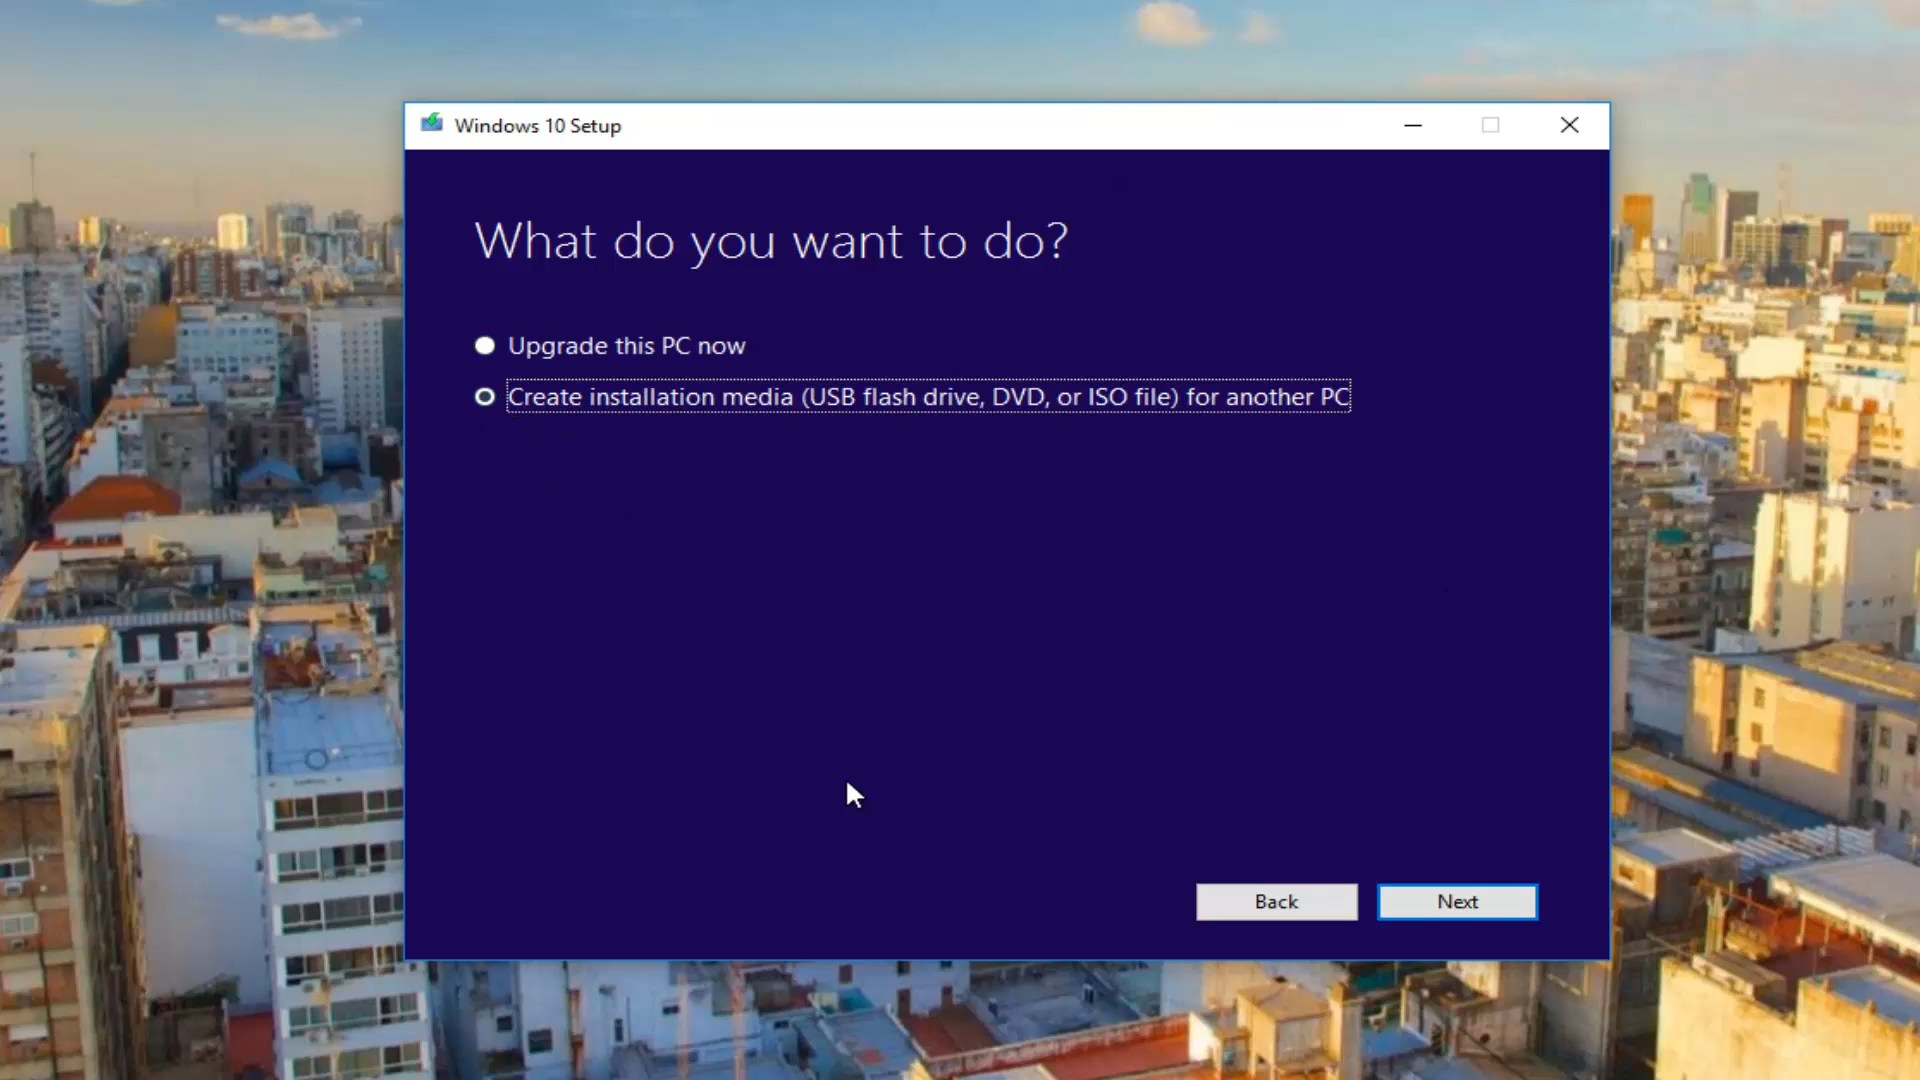 Windows 10 Setup
What do you want to do?
Upgrade this PC now
Create installation media (USB flash drive, DVD, or ISO file) for another PC
Back
Next